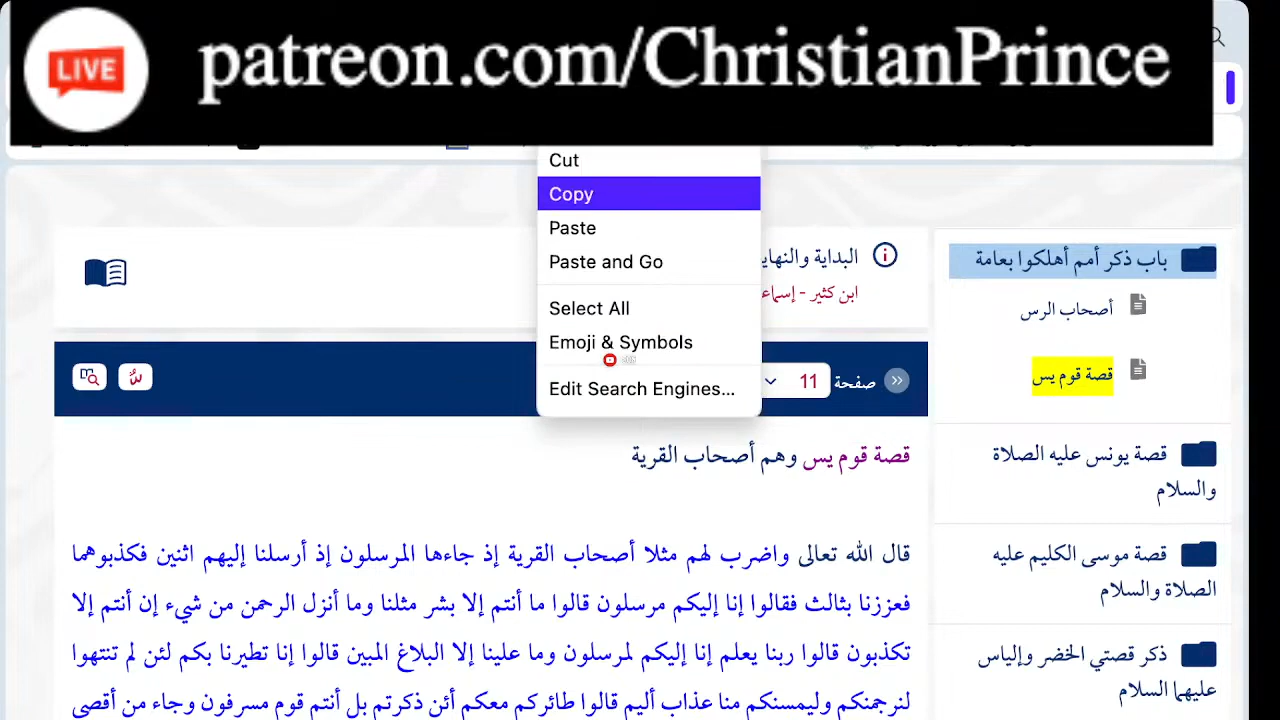 LIVE
patreon.com/ChristianPrince
Cut
Copy
Paste
Paste and Go
Select All
Emoji & Symbols
Edit Search Engines...
البداية والنهاي
ابن كثير - إسماع
صفحة 11
قصة قوم يس وهم أصحاب القرية
قال الله تعالى واضرب لهم مثلا أصحاب القرية إذ جاءها المرسلون إذ أرسلنا إليهم اثنين فكذبوهما
فعززنا بثالث فقالوا إنا إليكم مرسلون قالوا ما أنتم إلا بشر مثلنا وما أنزل الرحمن من شيء إن أنتم إلا
تكذبون قالوا ربنا يعلم إنا إليكم لمرسلون وما علينا إلا البلاغ المبين قالوا إنا تطيرنا بكم لئن لم تنتهوا
لنرجمنكم وليمسنكم منا عذاب أليم قالوا طائركم معكم أئن ذكرتم بل أنتم قوم مسرفون وجاء من أقصى
باب ذكر أمم أهلكوا بعامة
أصحاب الرس
قصة قوم يس
قصة يونس عليه الصلاة
والسلام
قصة موسى الكليم عليه
الصلاة والسلام
ذكر قصتي الخضر وإلياس
عليهما السلام